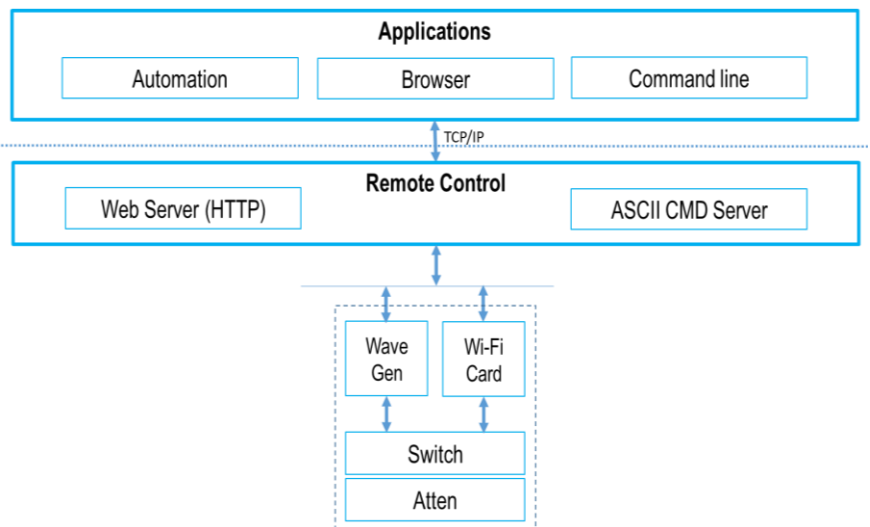 Applications
Automation
Browser
Command line
TCP/IP
Remote Control
Web Server (HTTP)
ASCII CMD Server
Wave
Gen
Wi-Fi
Card
Switch
Atten